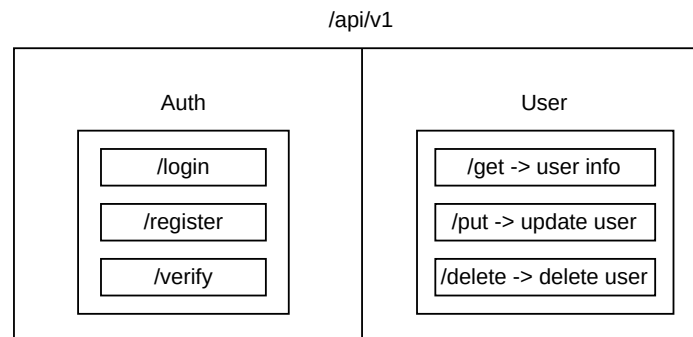 /api/v1
Auth
/login
/register
/verify
User
/get -> user info
/put -> update user
/delete -> delete user